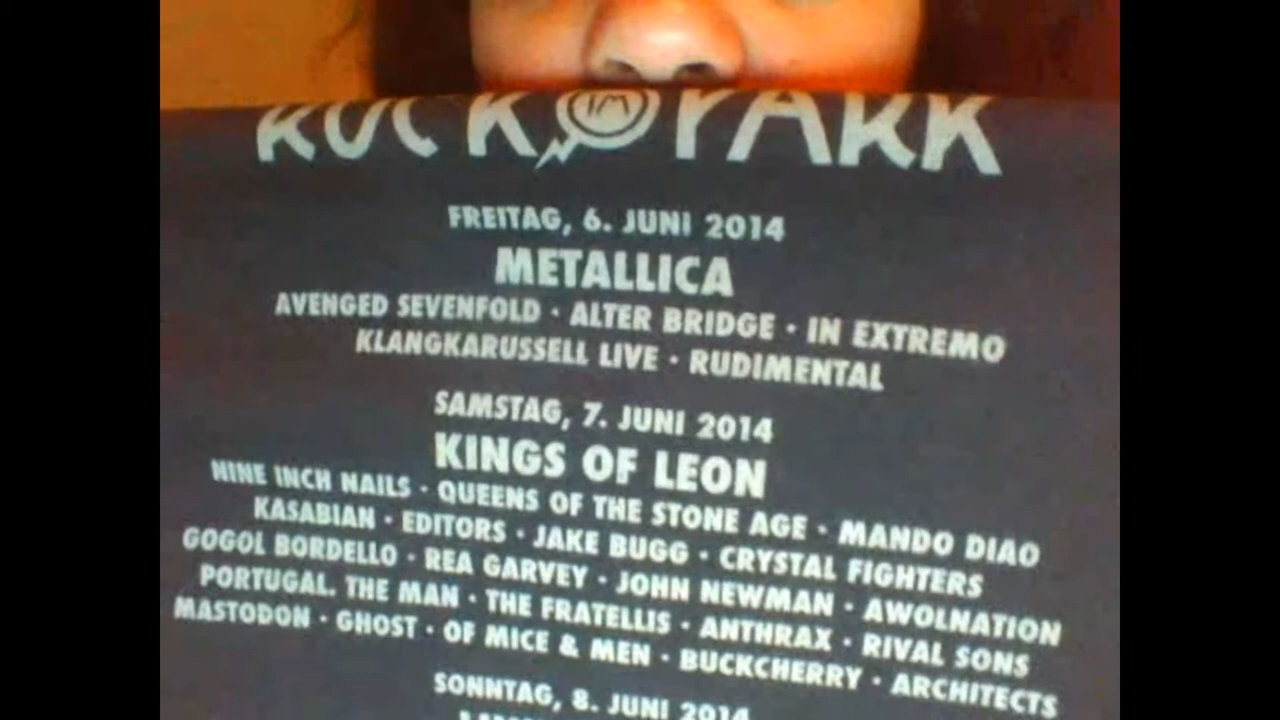 ROCK IM PARK
FREITAG, 6. JUNI 2014
METALLICA
AVENGED SEVENFOLD · ALTER BRIDGE · IN EXTREMO
KLANGKARUSSELL LIVE · RUDIMENTAL
SAMSTAG, 7. JUNI 2014
KINGS OF LEON
NINE INCH NAILS · QUEENS OF THE STONE AGE · MANDO DIAO
KASABIAN · EDITORS · JAKE BUGG · CRYSTAL FIGHTERS
GOGOL BORDELLO · REA GARVEY · JOHN NEWMAN · AWOLNATION
PORTUGAL. THE MAN · THE FRATELLIS · ANTHRAX · RIVAL SONS
MASTODON · GHOST · OF MICE & MEN · BUCKCHERRY · ARCHITECTS
SONNTAG, 8. JUNI 2014